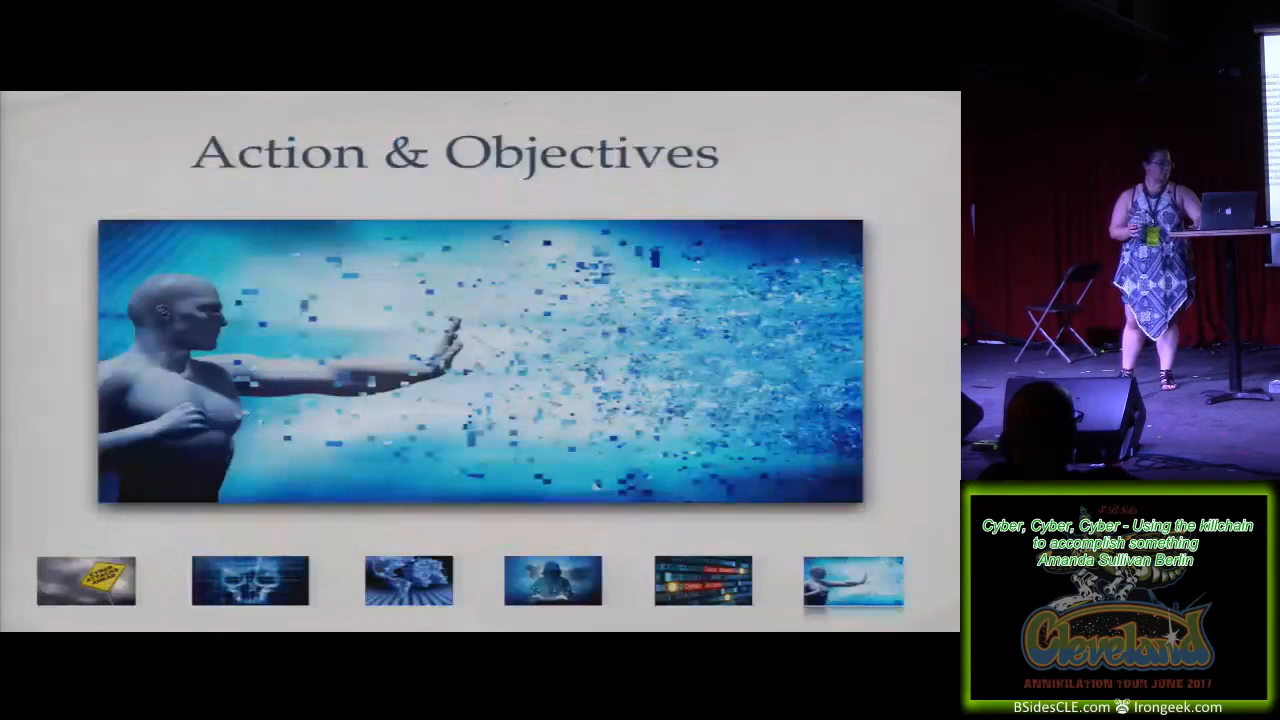 Action & Objectives
Cyber, Cyber, Cyber - Using the killchain
to accomplish something
Amanda Sullivan Berlin
Cleveland
ANNIHILATION TOUR JUNE 2017
BSidesCLE.com Irongeek.com